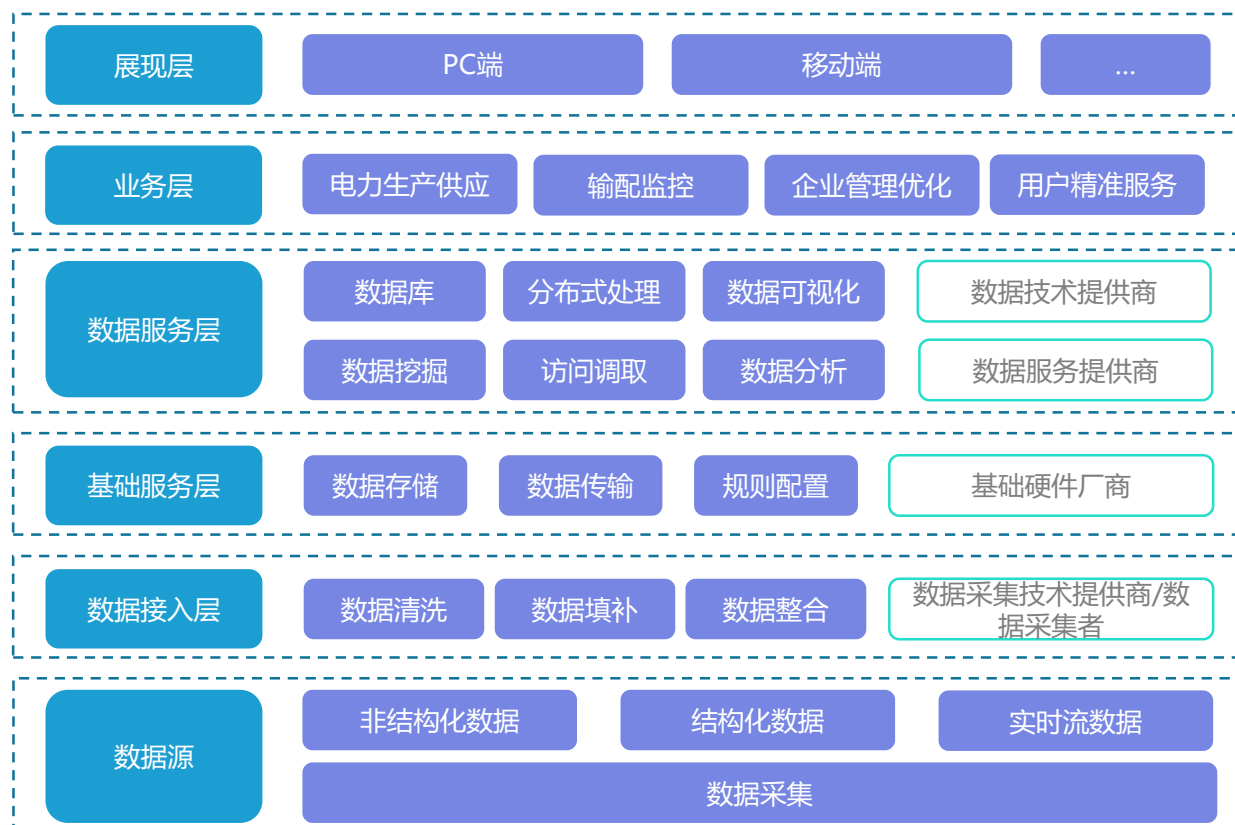 展现层
PC端
移动端
...
业务层
电力生产供应
输配监控
企业管理优化
用户精准服务
数据服务层
数据库
分布式处理
数据可视化
数据技术提供商
数据挖掘
访问调取
数据分析
数据服务提供商
基础服务层
数据存储
数据传输
规则配置
基础硬件厂商
数据接入层
数据清洗
数据填补
数据整合
数据采集技术提供商/数
据采集者
数据源
非结构化数据
结构化数据
实时流数据
数据采集